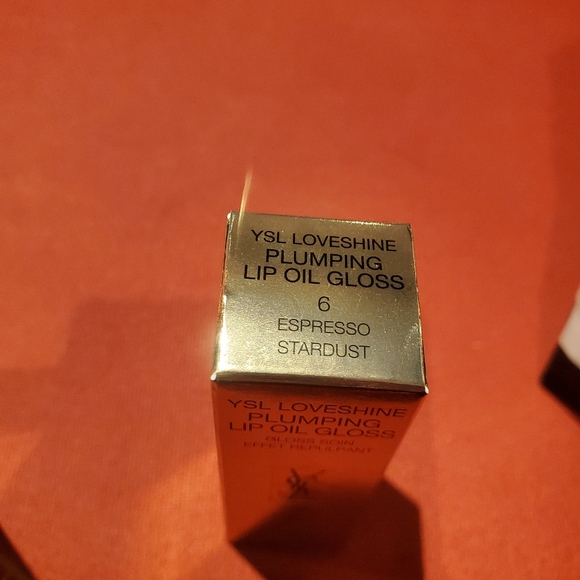 YSL LOVESHINE
PLUMPING
LIP OIL GLOSS
6
ESPRESSO
STARDUST
YSL LOVESHINE
PLUMPING
LIP OIL GLOSS
GLOSS SOIN
EFFET REPULPANT